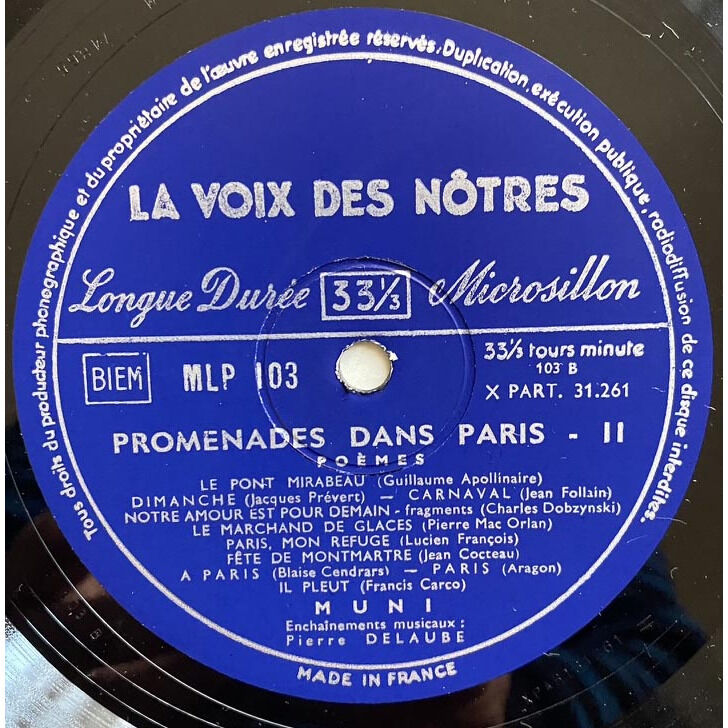 Tous droits du producteur phonographique et du propriétaire de l'œuvre enregistrée réservés. Duplication, exécution publique, radiodiffusion de ce disque interdites.
LA VOIX DES NÔTRES
Longue Durée 33⅓ Microsillon
BIEM MLP 103
33⅓ tours minute
103 B
X PART. 31.261
PROMENADES DANS PARIS - II
POÈMES
LE PONT MIRABEAU (Guillaume Apollinaire)
DIMANCHE (Jacques Prévert) — CARNAVAL (Jean Follain)
NOTRE AMOUR EST POUR DEMAIN - fragments (Charles Dobzynski)
LE MARCHAND DE GLACES (Pierre Mac Orlan)
PARIS, MON REFUGE (Lucien François)
FÊTE DE MONTMARTRE (Jean Cocteau)
A PARIS (Blaise Cendrars) — PARIS (Aragon)
IL PLEUT (Francis Carco)
MUNI
Enchaînements musicaux :
Pierre DELAUBE
MADE IN FRANCE